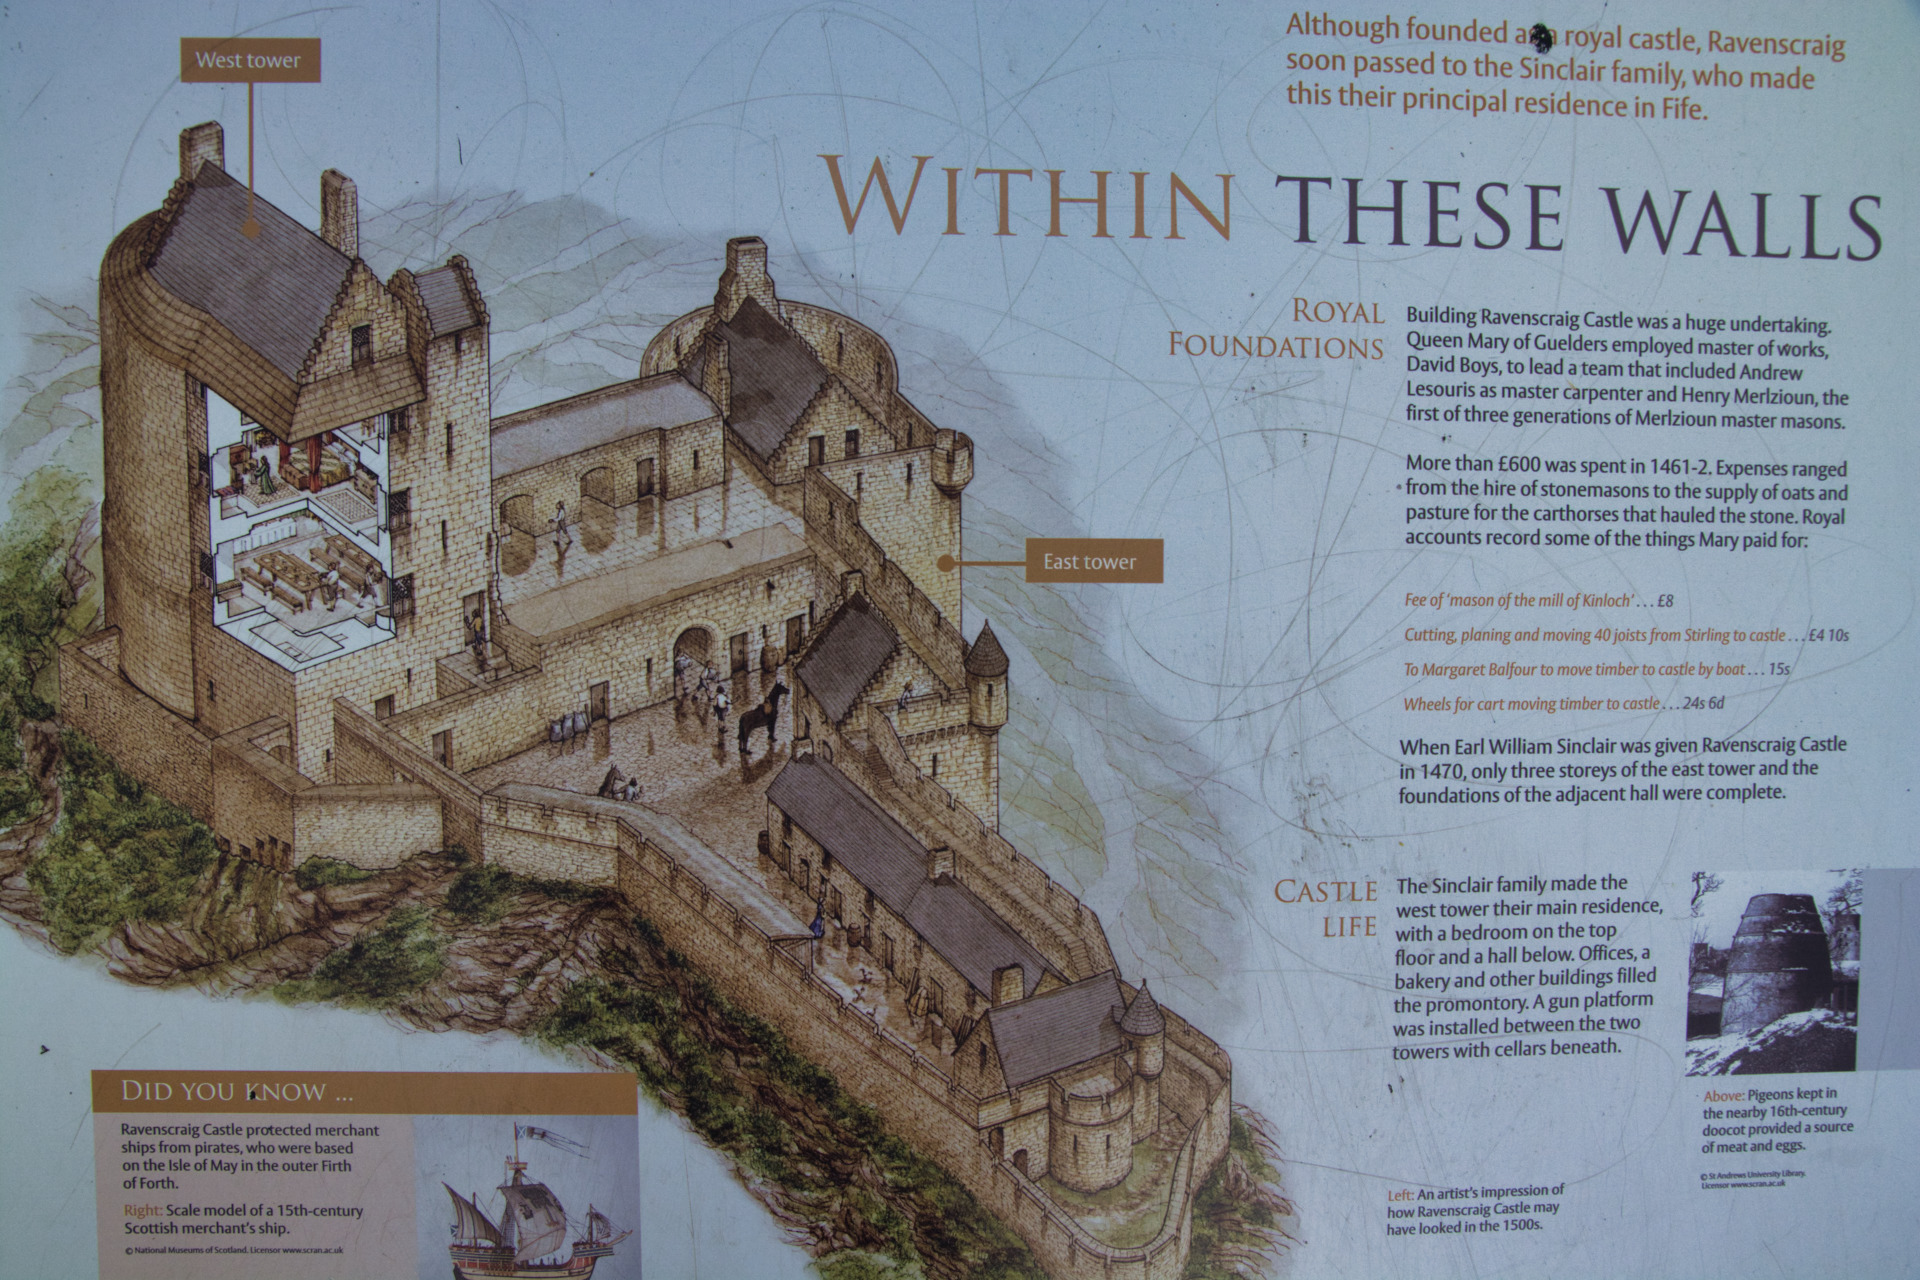 West tower
Although founded as a royal castle, Ravenscraig
soon passed to the Sinclair family, who made
this their principal residence in Fife.
WITHIN THESE WALLS
ROYAL
FOUNDATIONS
Building Ravenscraig Castle was a huge undertaking.
Queen Mary of Guelders employed master of works,
David Boys, to lead a team that included Andrew
Lesouris as master carpenter and Henry Merlzioun, the
first of three generations of Merlzioun master masons.
More than £600 was spent in 1461-2. Expenses ranged
from the hire of stonemasons to the supply of oats and
pasture for the carthorses that hauled the stone. Royal
accounts record some of the things Mary paid for:
East tower
Fee of ‘mason of the mill of Kinloch’...£8
Cutting, planing and moving 40 joists from Stirling to castle...£4 10s
To Margaret Balfour to move timber to castle by boat...15s
Wheels for cart moving timber to castle...24s 6d
When Earl William Sinclair was given Ravenscraig Castle
in 1470, only three storeys of the east tower and the
foundations of the adjacent hall were complete.
CASTLE
LIFE
The Sinclair family made the
west tower their main residence,
with a bedroom on the top
floor and a hall below. Offices, a
bakery and other buildings filled
the promontory. A gun platform
was installed between the two
towers with cellars beneath.
Above: Pigeons kept in
the nearby 16th-century
doocot provided a source
of meat and eggs.
© St Andrews University Library.
Licensor www.scran.ac.uk
Left: An artist’s impression of
how Ravenscraig Castle may
have looked in the 1500s.
DID YOU KNOW ...
Ravenscraig Castle protected merchant
ships from pirates, who were based
on the Isle of May in the outer Firth
of Forth.
Right: Scale model of a 15th-century
Scottish merchant’s ship.
© National Museums of Scotland. Licensor www.scran.ac.uk